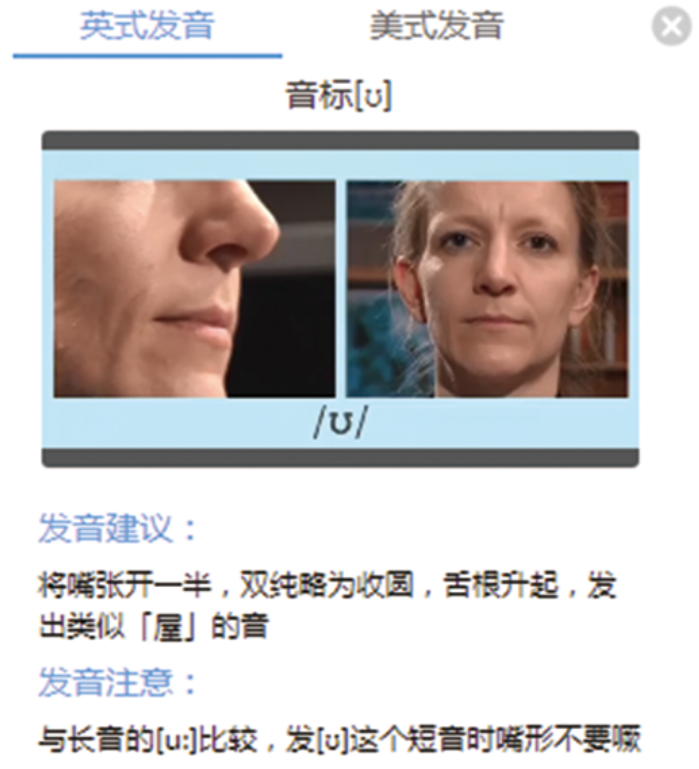 英式发音 美式发音
音标[ʊ]
/ʊ/
发音建议：
将嘴张开一半，双纯略为收圆，舌根升起，发
出类似「屋」的音
发音注意：
与长音的[u:]比较，发[ʊ]这个短音时嘴形不要噘